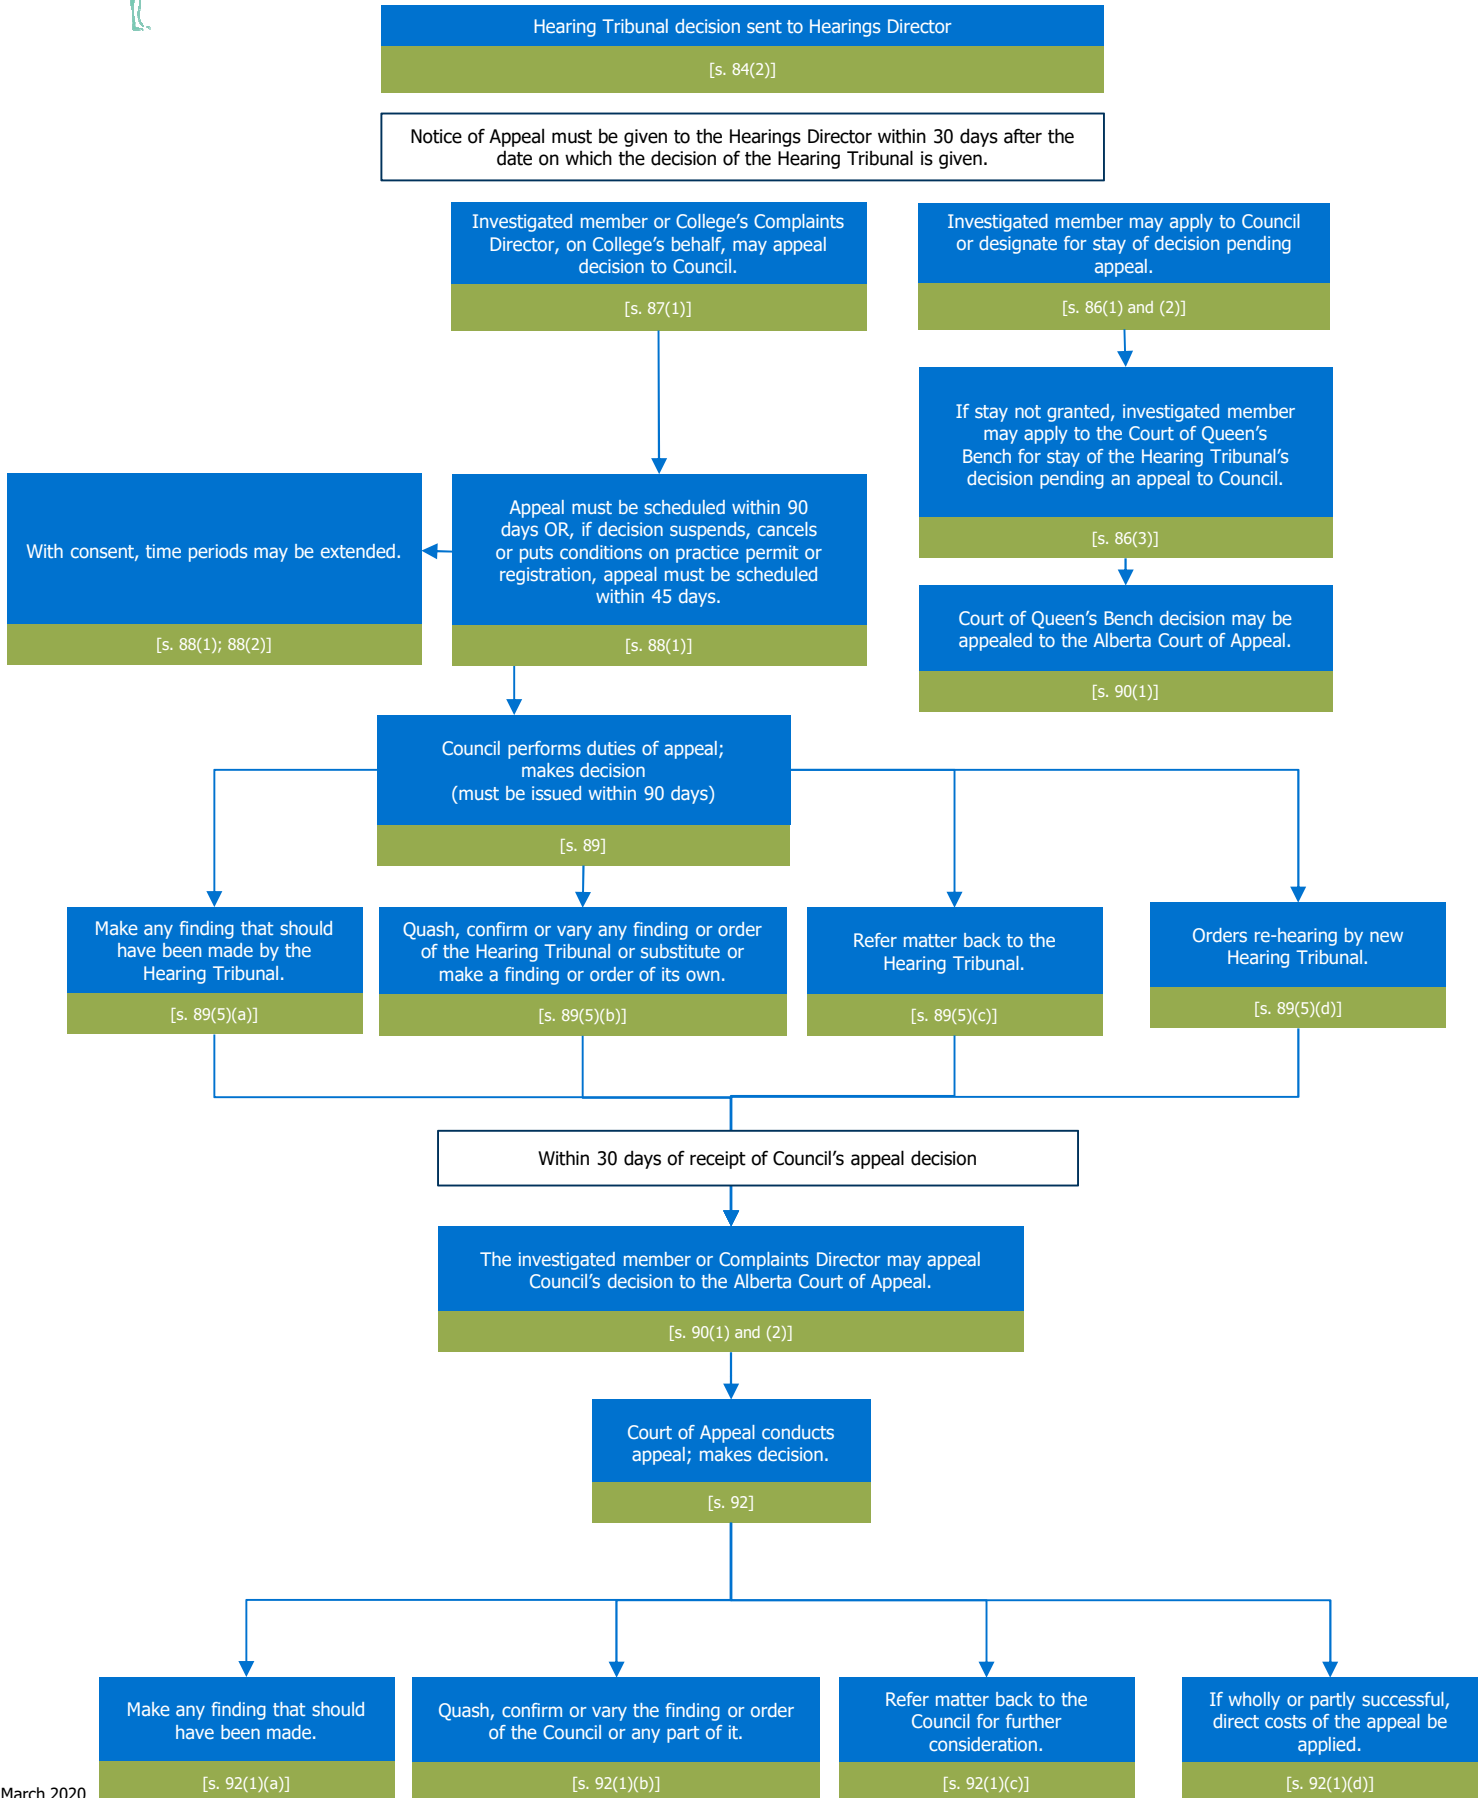 Hearing Tribunal decision sent to Hearings Director
[s. 84(2)]
Notice of Appeal must be given to the Hearings Director within 30 days after the
date on which the decision of the Hearing Tribunal is given.
Investigated member or College’s Complaints
Director, on College’s behalf, may appeal
decision to Council.
[s. 87(1)]
Investigated member may apply to Council
or designate for stay of decision pending
appeal.
[s. 86(1) and (2)]
If stay not granted, investigated member
may apply to the Court of Queen’s
Bench for stay of the Hearing Tribunal’s
decision pending an appeal to Council.
[s. 86(3)]
With consent, time periods may be extended.
[s. 88(1); 88(2)]
Appeal must be scheduled within 90
days OR, if decision suspends, cancels
or puts conditions on practice permit or
registration, appeal must be scheduled
within 45 days.
[s. 88(1)]
Court of Queen’s Bench decision may be
appealed to the Alberta Court of Appeal.
[s. 90(1)]
Council performs duties of appeal;
makes decision
(must be issued within 90 days)
[s. 89]
Make any finding that should
have been made by the
Hearing Tribunal.
[s. 89(5)(a)]
Quash, confirm or vary any finding or order
of the Hearing Tribunal or substitute or
make a finding or order of its own.
[s. 89(5)(b)]
Refer matter back to the
Hearing Tribunal.
[s. 89(5)(c)]
Orders re-hearing by new
Hearing Tribunal.
[s. 89(5)(d)]
Within 30 days of receipt of Council’s appeal decision
The investigated member or Complaints Director may appeal
Council’s decision to the Alberta Court of Appeal.
[s. 90(1) and (2)]
Court of Appeal conducts
appeal; makes decision.
[s. 92]
Make any finding that should
have been made.
[s. 92(1)(a)]
Quash, confirm or vary the finding or order
of the Council or any part of it.
[s. 92(1)(b)]
Refer matter back to the
Council for further
consideration.
[s. 92(1)(c)]
If wholly or partly successful,
direct costs of the appeal be
applied.
[s. 92(1)(d)]
March 2020